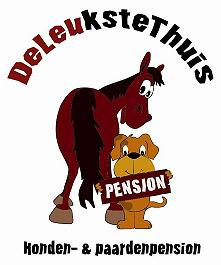 DeLeuksteThuis
PENSION
Honden- & paardenpension